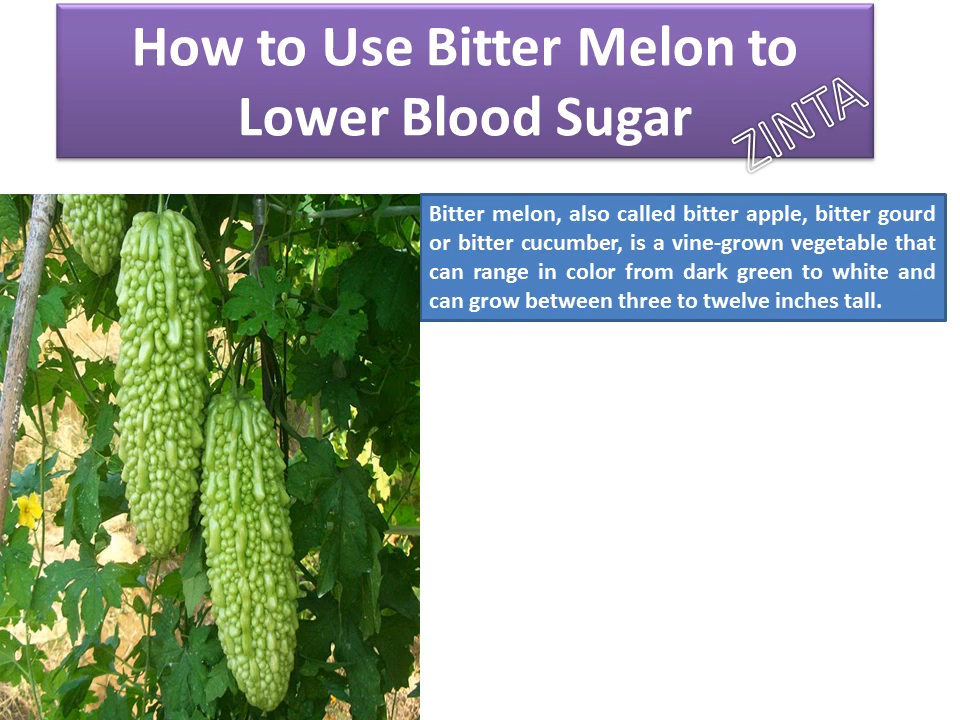 How to Use Bitter Melon to
Lower Blood Sugar
ZINTA
Bitter melon, also called bitter apple, bitter gourd
or bitter cucumber, is a vine-grown vegetable that
can range in color from dark green to white and
can grow between three to twelve inches tall.